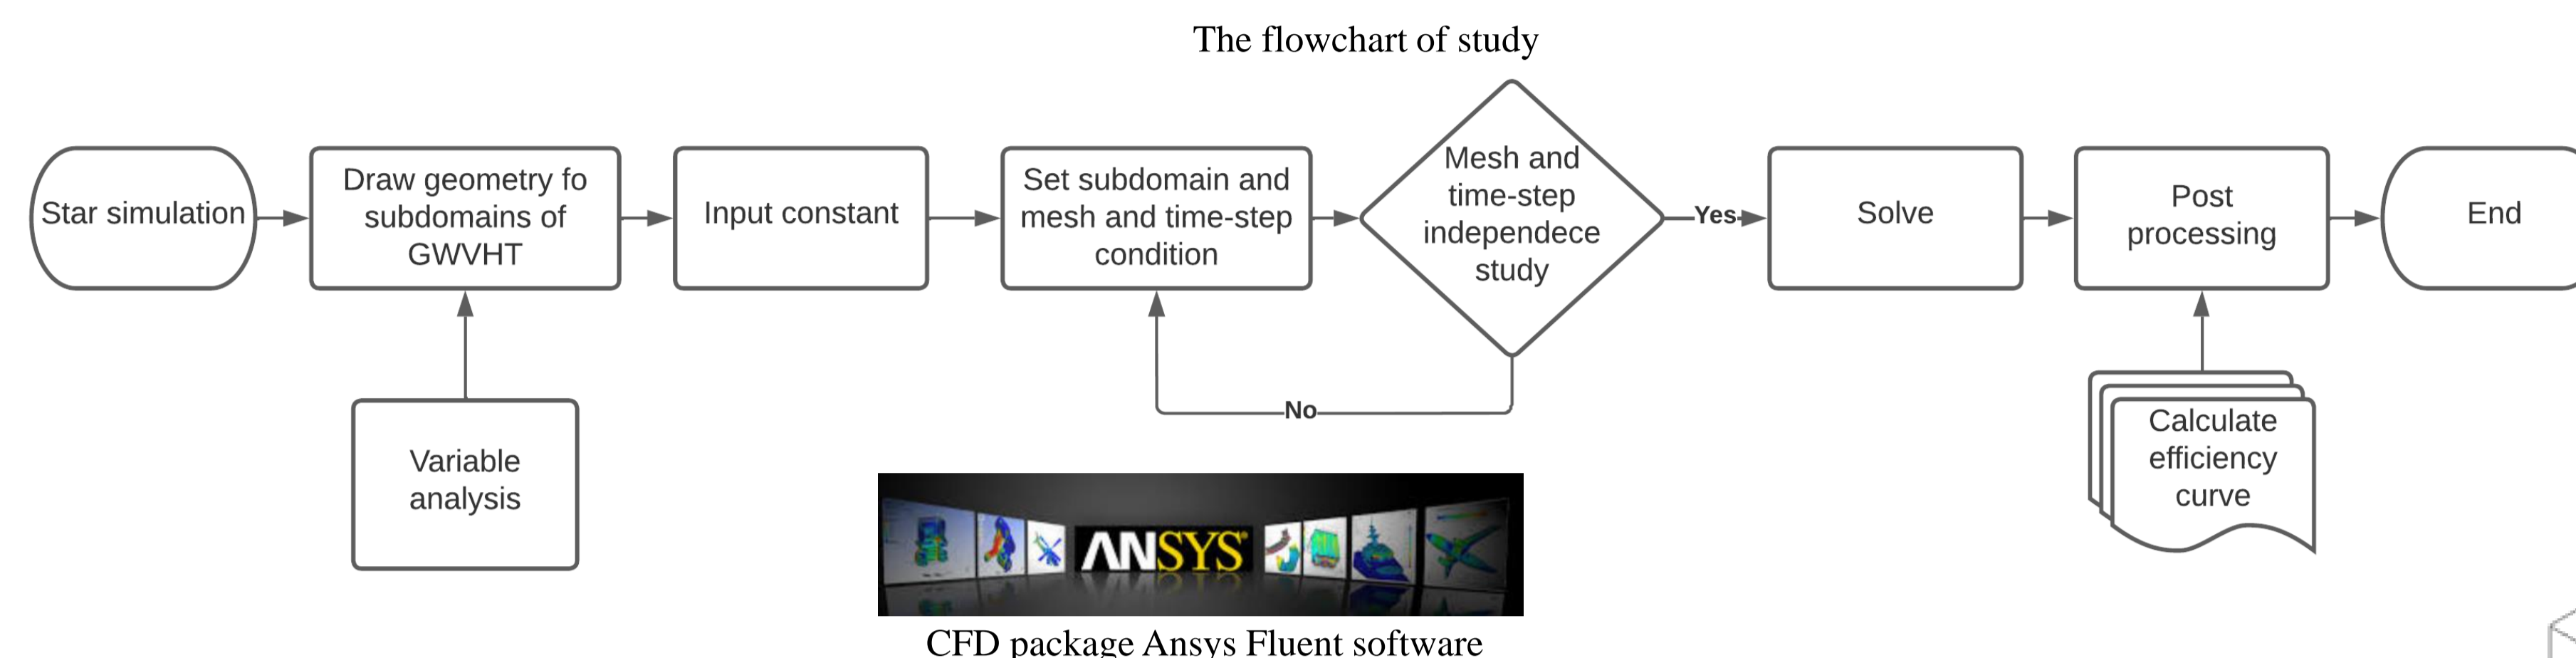 The flowchart of study
Star simulation
Draw geometry fo
subdomains of
GWVHT
Input constant
Set subdomain and
mesh and time-step
condition
Mesh and
time-step
independece
study
Yes
Solve
Post
processing
End
No
Variable
analysis
Calculate
efficiency
curve
ANSYS
CFD package Ansys Fluent software